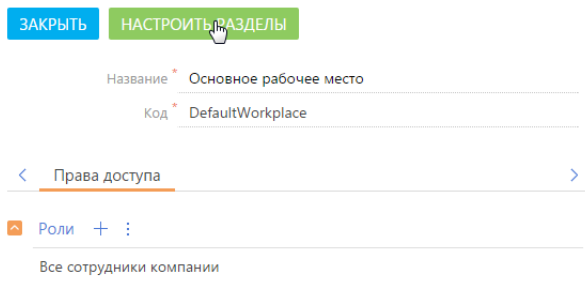 ЗАКРЫТЬ НАСТРОИТЬ РАЗДЕЛЫ
Название * Основное рабочее место
Код * DefaultWorkplace
Права доступа
Роли
Все сотрудники компании